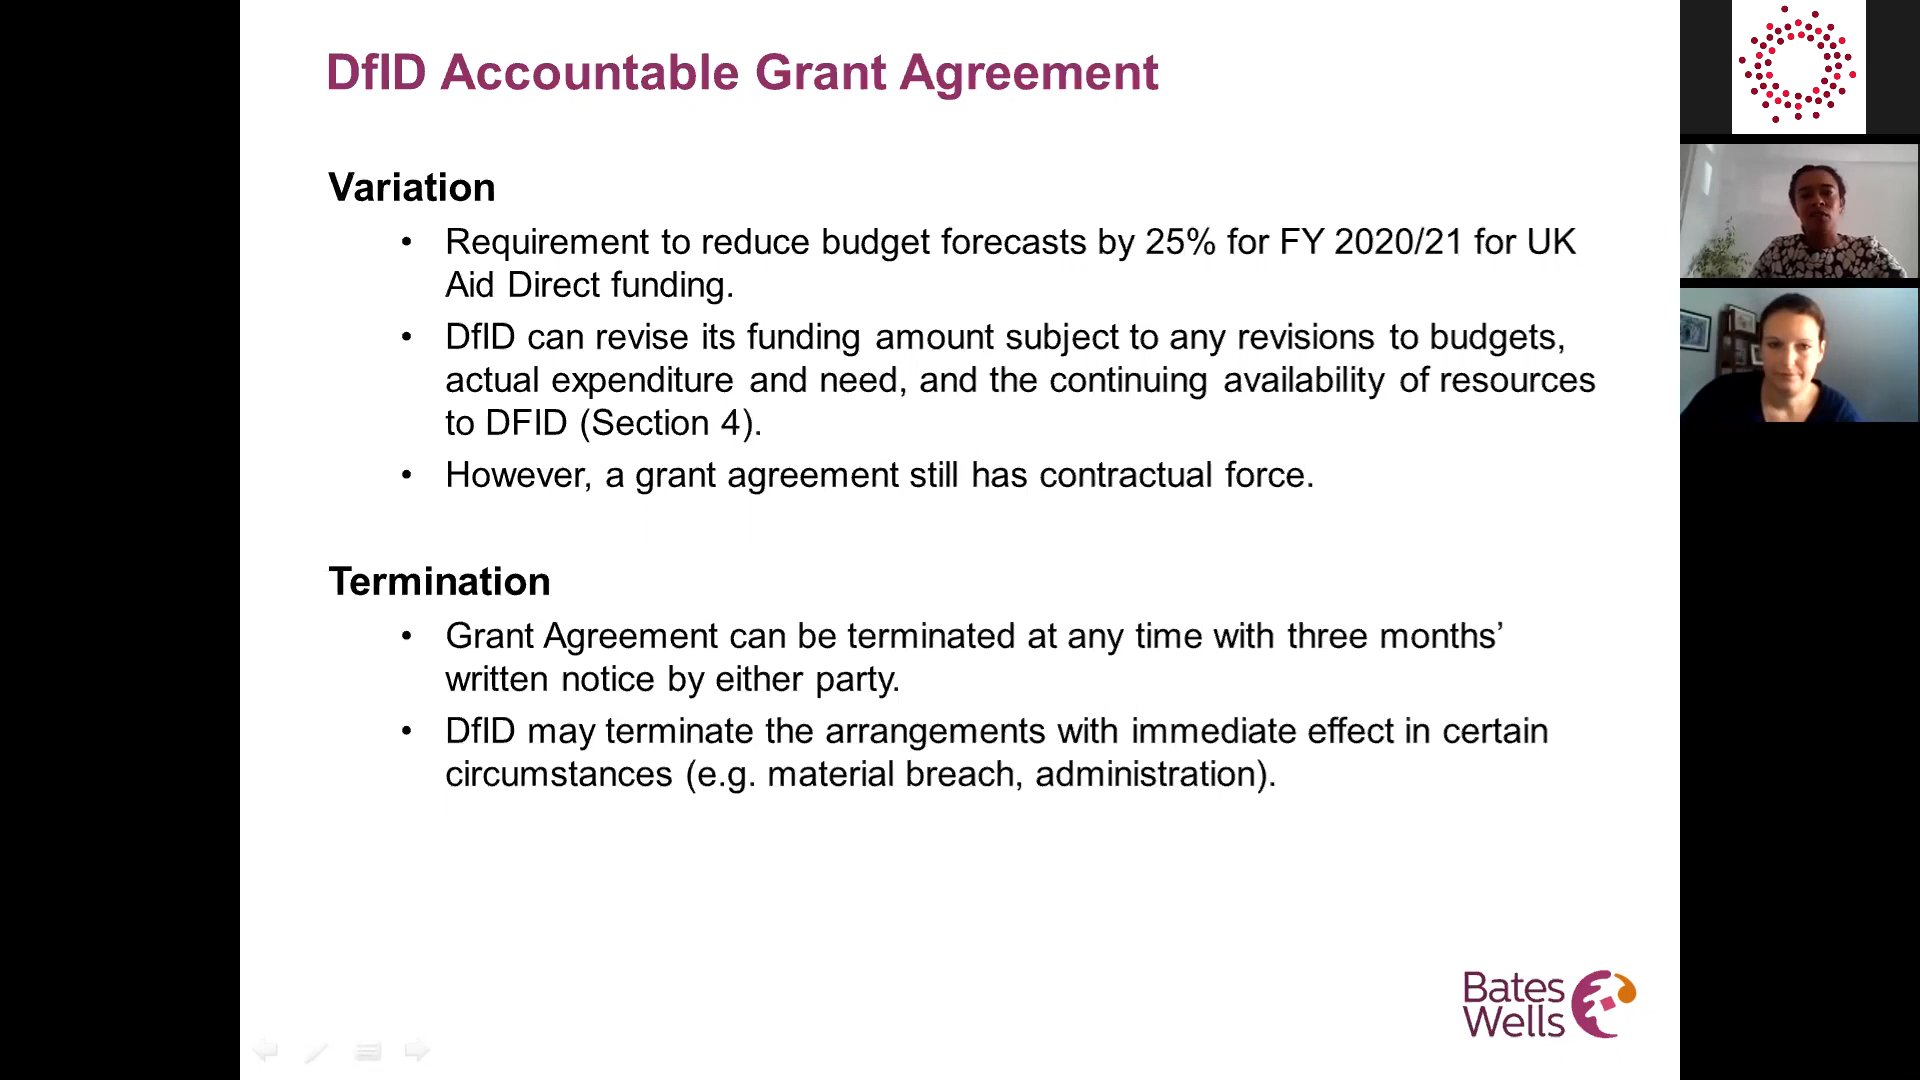 DfID Accountable Grant Agreement
Variation
• Requirement to reduce budget forecasts by 25% for FY 2020/21 for UK
Aid Direct funding.
• DfID can revise its funding amount subject to any revisions to budgets,
actual expenditure and need, and the continuing availability of resources
to DFID (Section 4).
• However, a grant agreement still has contractual force.
Termination
• Grant Agreement can be terminated at any time with three months’
written notice by either party.
• DfID may terminate the arrangements with immediate effect in certain
circumstances (e.g. material breach, administration).
Bates
Wells